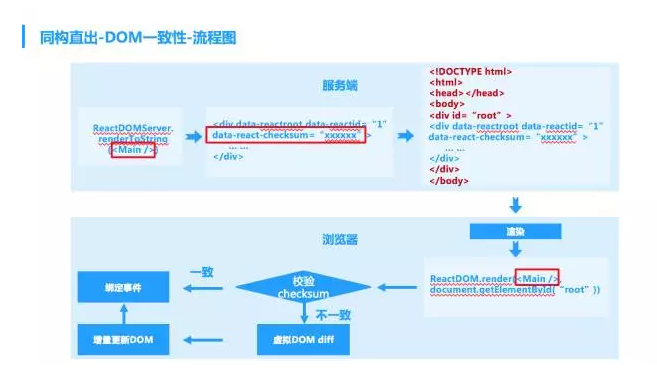 同构直出-DOM一致性-流程图
服务端
ReactDOMServer.
renderToString
(<Main />)
<div data-reactroot data-reactid= “1”
data-react-checksum= “xxxxxx”
... ...
</div>
<!DOCTYPE html>
<html>
<head></head>
<body>
<div id= “root” >
<div data-reactroot data-reactid= “1”
data-react-checksum= “xxxxxx” >
... ...
</div>
</div>
</body>
渲染
浏览器
ReactDOM.render(<Main />,
document.getElementById( “root” ))
校验
checksum
一致
绑定事件
不一致
虚拟DOM diff
增量更新DOM